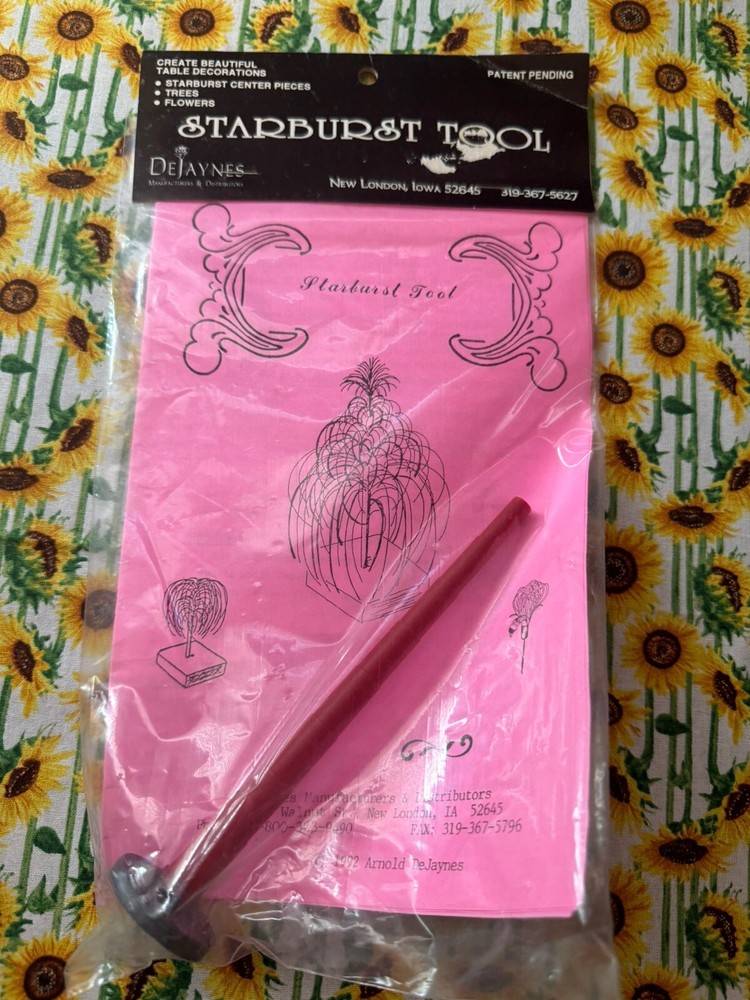 CREATE BEAUTIFUL
TABLE DECORATIONS
• STARBURST CENTER PIECES
• TREES
• FLOWERS
PATENT PENDING
STARBURST TOOL
DEJAYNES
MANUFACTURERS & DISTRIBUTORS
NEW LONDON, IOWA 52645 319-367-5627
Starburst Tool
Manufacturers & Distributors
Walnut New London, IA 52645
FAX: 319-367-5796
Arnold DeJaynes